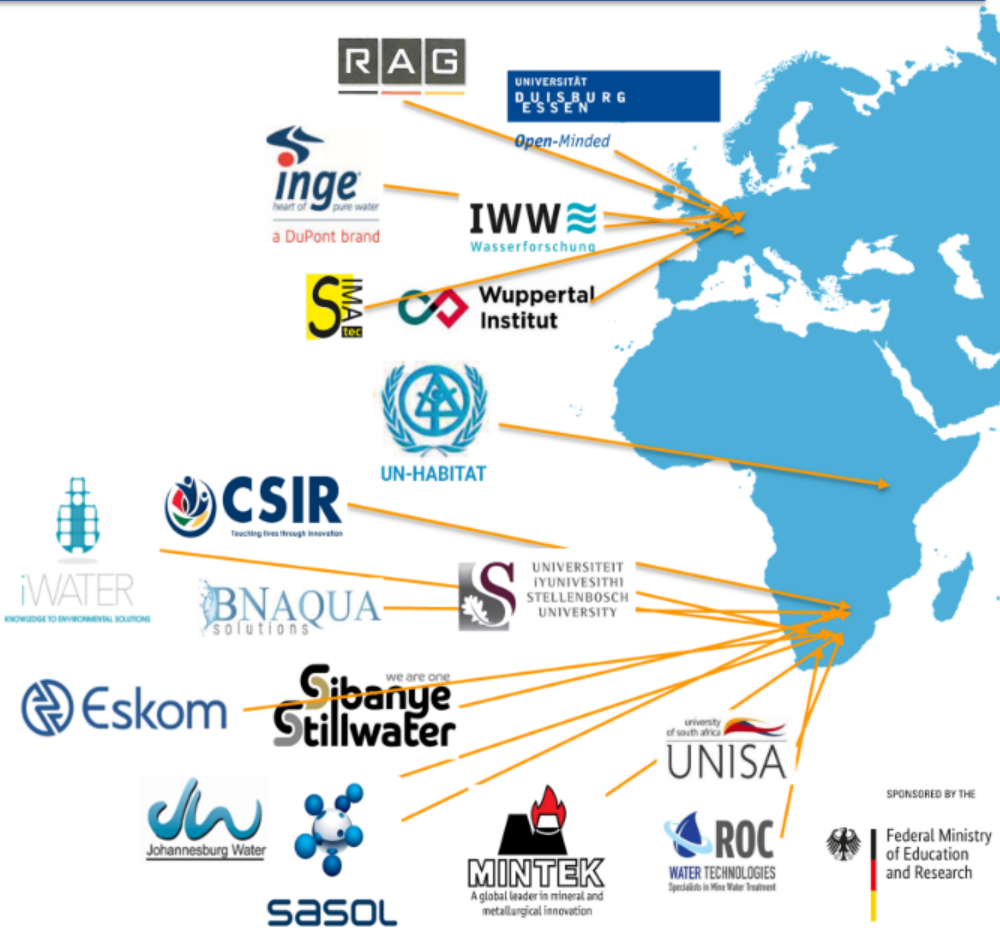 RAG
UNIVERSITÄT
DUISBURG
ESSEN
Open-Minded
inge
heart of pure water
a DuPont brand
IWW
Wasserforschung
SIMA
tec
Wuppertal
Institut
UN-HABITAT
CSIR
Touching lives through innovation
iWATER
KNOWLEDGE TO ENVIRONMENTAL SOLUTIONS
BNAQUA
solutions
S
UNIVERSITEIT
iYUNIVESITHI
STELLENBOSCH
UNIVERSITY
Eskom
we are one
Sibanye
Stillwater
university
of south africa
UNISA
Johannesburg Water
sasol
MINTEK
A global leader in mineral and
metallurgical innovation
ROC
WATER TECHNOLOGIES
Specialists in Mine Water Treatment
SPONSORED BY THE
Federal Ministry
of Education
and Research